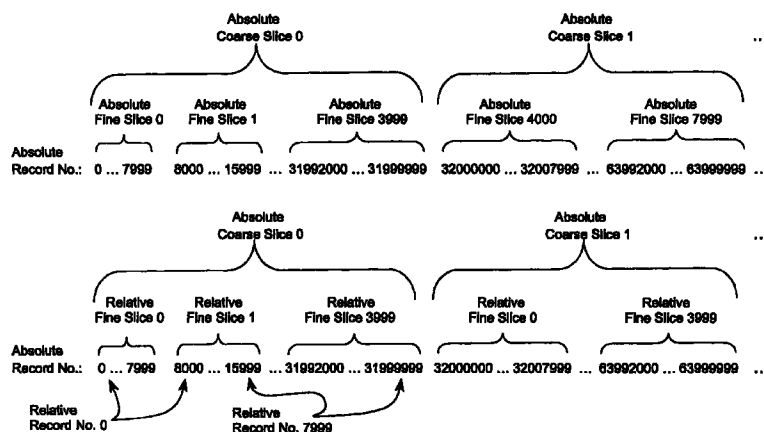 Absolute
Coarse Slice 0
Absolute
Coarse Slice 1
..
Absolute
Fine Slice 0
Absolute
Fine Slice 1
Absolute
Fine Slice 3999
Absolute
Fine Slice 4000
Absolute
Fine Slice 7999
Absolute
Record No.: 0 ... 7999 8000 ... 15999 ... 31992000 ... 31999999 32000000 ... 32007999 ... 63992000 ... 63999999 ..
Absolute
Coarse Slice 0
Absolute
Coarse Slice 1
..
Relative
Fine Slice 0
Relative
Fine Slice 1
Relative
Fine Slice 3999
Relative
Fine Slice 0
Relative
Fine Slice 3999
Absolute
Record No.: 0 ... 7999 8000 ... 15999 ... 31992000 ... 31999999 32000000 ... 32007999 ... 63992000 ... 63999999 ..
Relative
Record No. 0
Relative
Record No. 7999